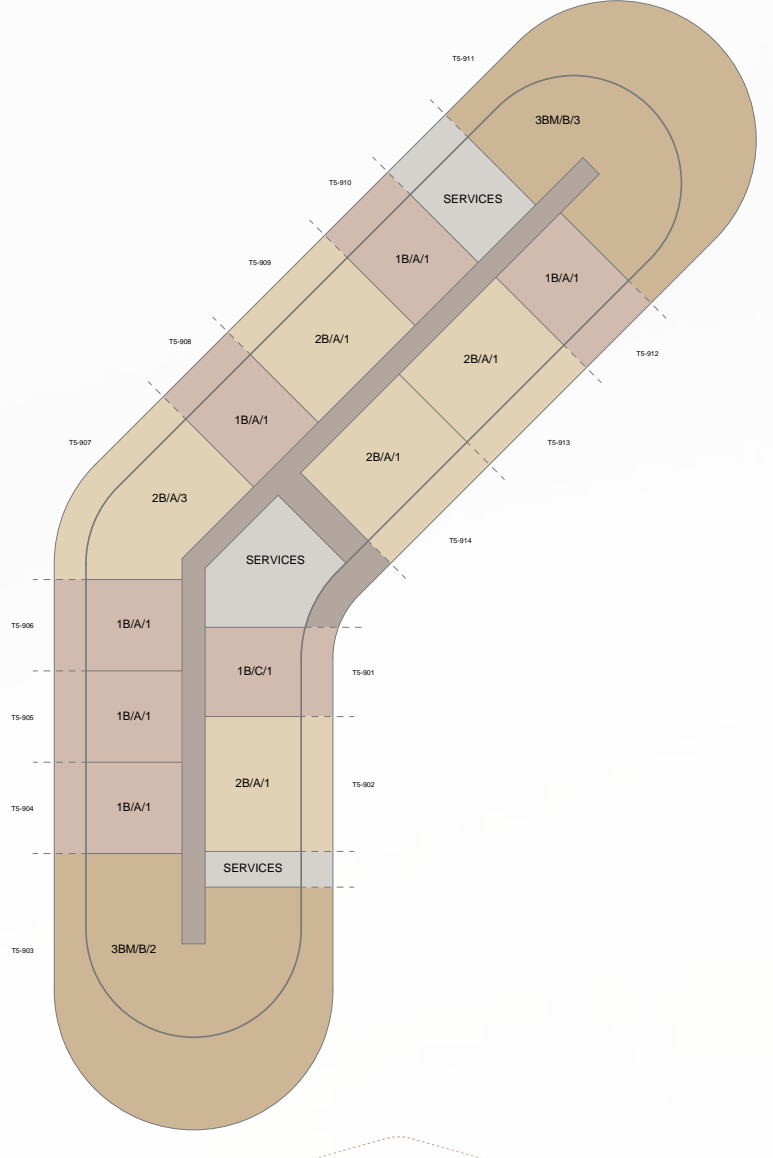 T5-911
3BM/B/3
T5-910
SERVICES
T5-909
1B/A/1
1B/A/1
T5-908
2B/A/1
2B/A/1
T5-912
T5-907
1B/A/1
2B/A/1
T5-913
2B/A/3
SERVICES
T5-914
T5-906
1B/A/1
1B/C/1
T5-901
T5-905
1B/A/1
2B/A/1
T5-902
T5-904
1B/A/1
SERVICES
T5-903
3BM/B/2